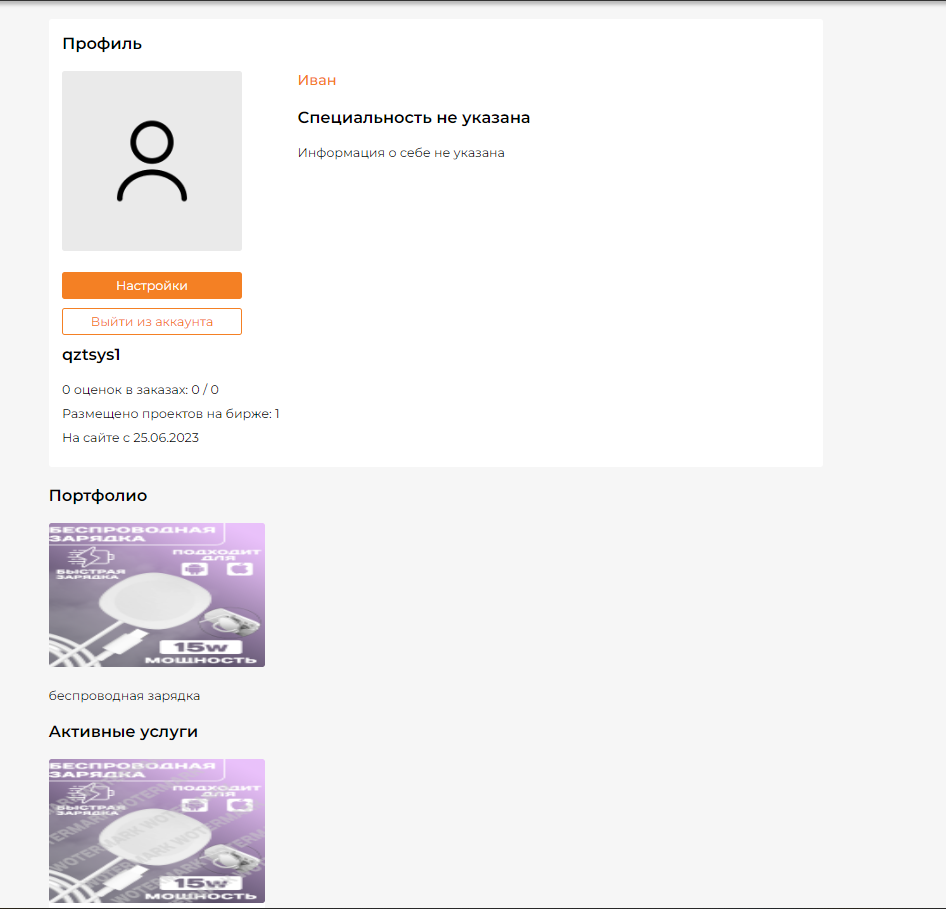 Профиль
Иван
Специальность не указана
Информация о себе не указана
Настройки
Выйти из аккаунта
qztsys1
0 оценок в заказах: 0 / 0
Размещено проектов на бирже: 1
На сайте с 25.06.2023
Портфолио
БЕСПРОВОДНАЯ
ЗАРЯДКА
БЫСТРАЯ
ЗАРЯДКА
ПОДХОДИТ
ДЛЯ
15W
МОЩНОСТЬ
беспроводная зарядка
Активные услуги
БЕСПРОВОДНАЯ
ЗАРЯДКА
БЫСТРАЯ
ЗАРЯДКА
ПОДХОДИТ
ДЛЯ
WOTERMARK WOTERMARK
15W
МОЩНОСТЬ